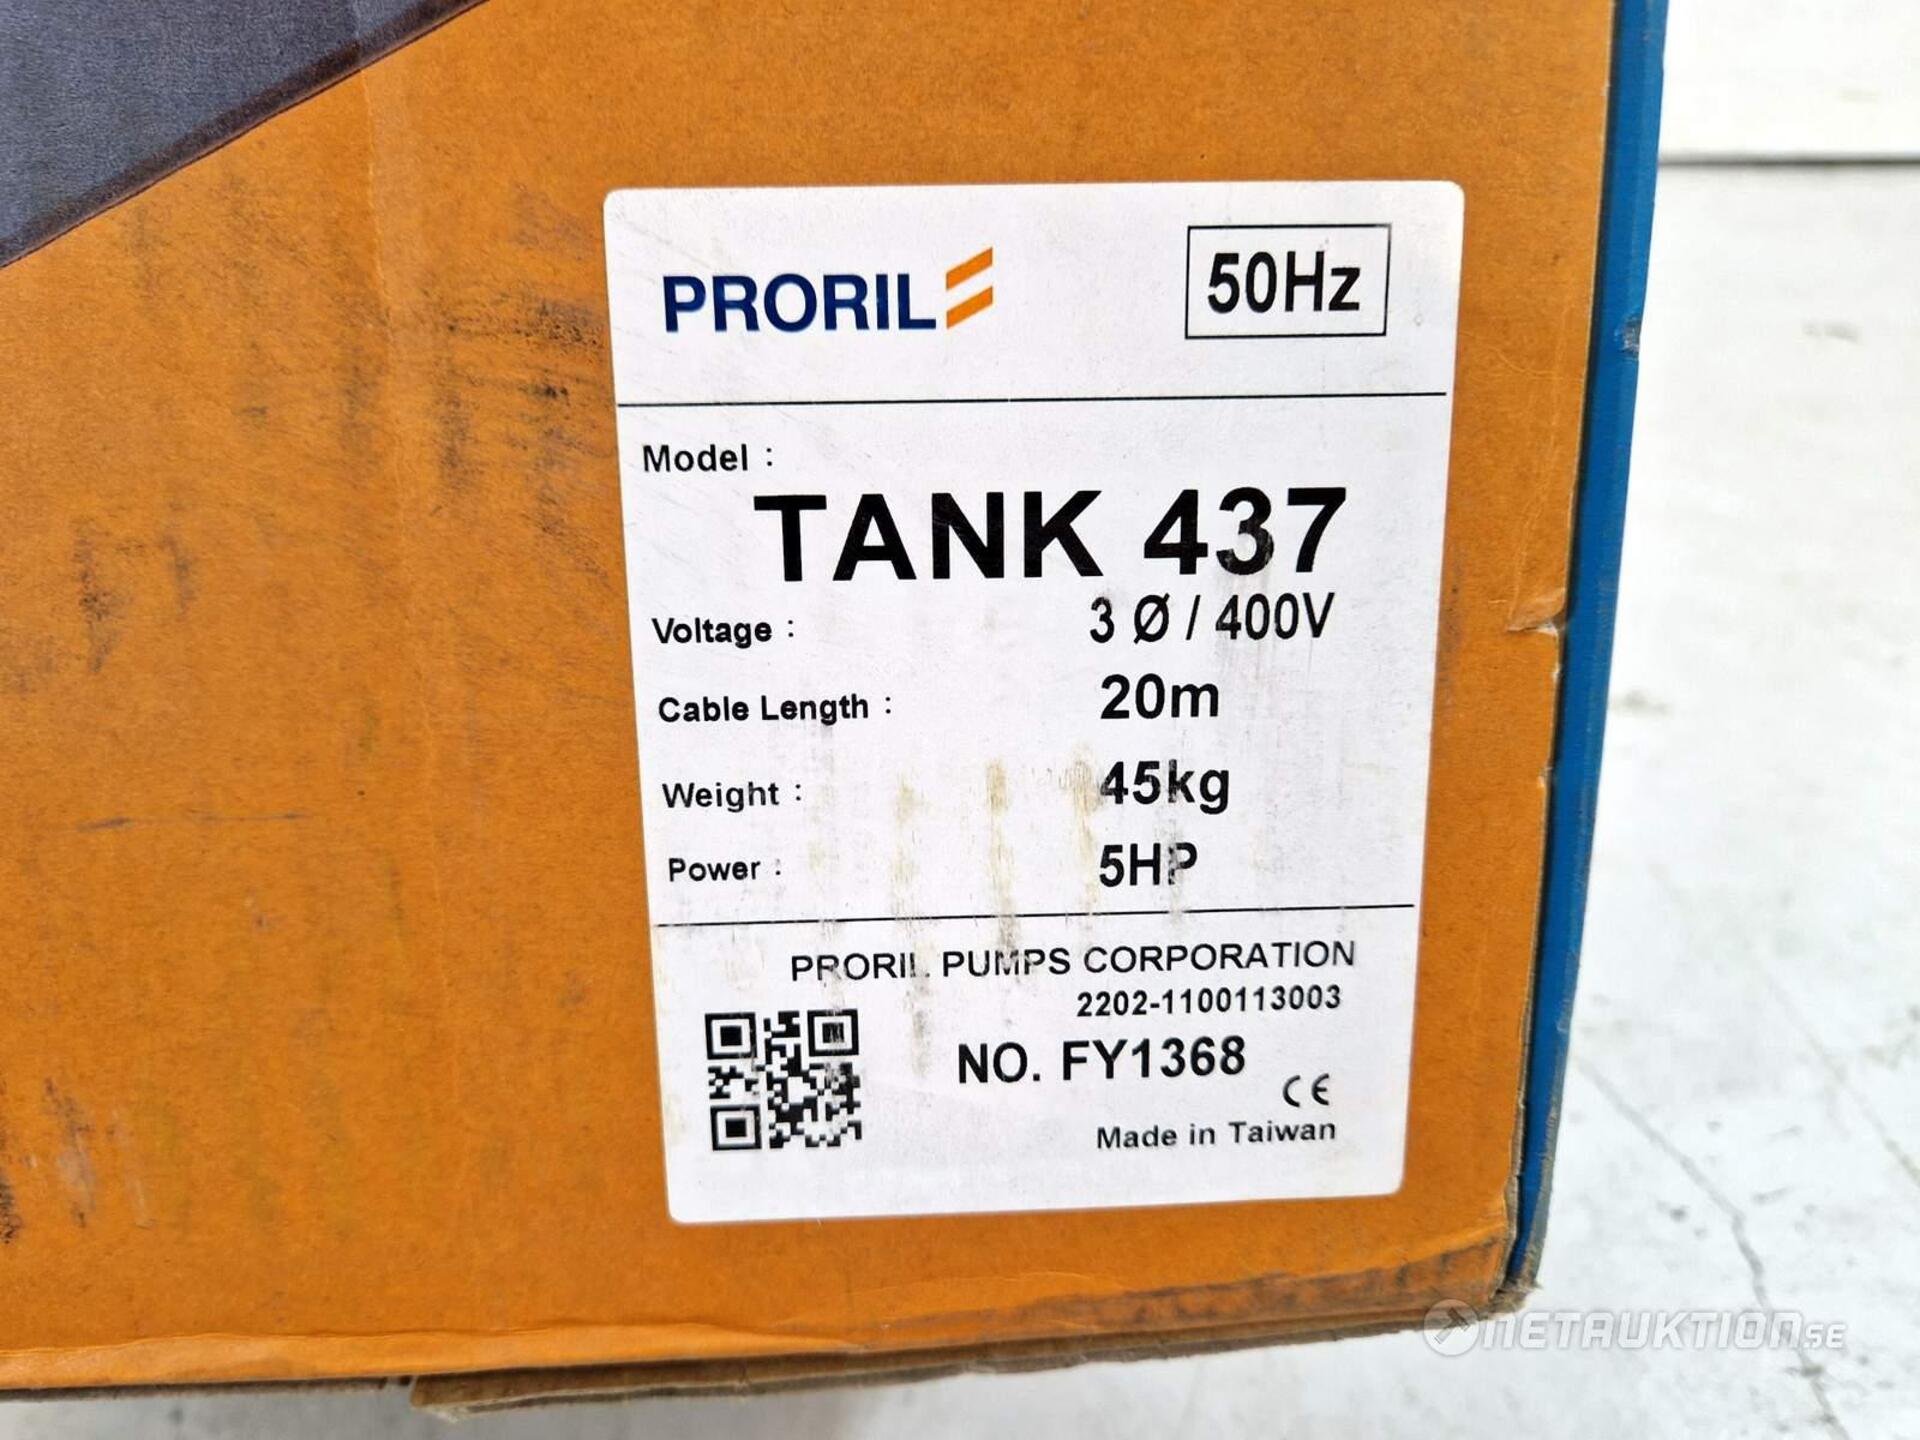 PRORIL
50Hz
Model :
TANK 437
Voltage : 3 Ø / 400V
Cable Length : 20m
Weight : 45kg
Power : 5HP
PRORIL PUMPS CORPORATION
2202-1100113003
NO. FY1368
CE
Made in Taiwan
NETAUKTION.SE